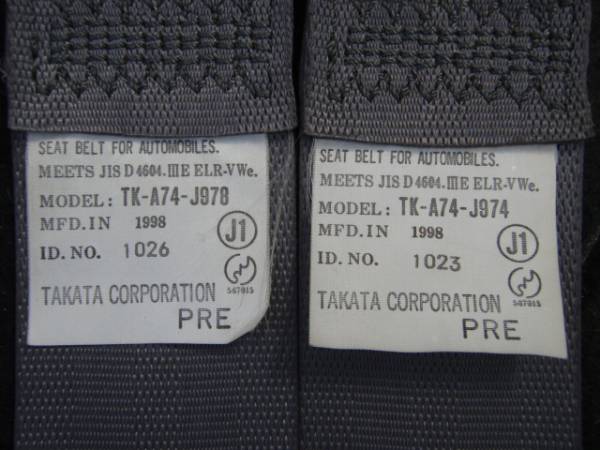 SEAT BELT FOR AUTOMOBILES.
MEETS JIS D 4604.ⅢE ELR-VWe.
MODEL: TK-A74-J978
MFD.IN 1998
J1
ID. NO. 1026
567015
TAKATA CORPORATION
PRE
SEAT BELT FOR AUTOMOBILES.
MEETS JIS D 4604.ⅢE ELR-VWe.
MODEL: TK-A74-J974
MFD.IN 1998
J1
ID. NO. 1023
567015
TAKATA CORPORATION
PRE